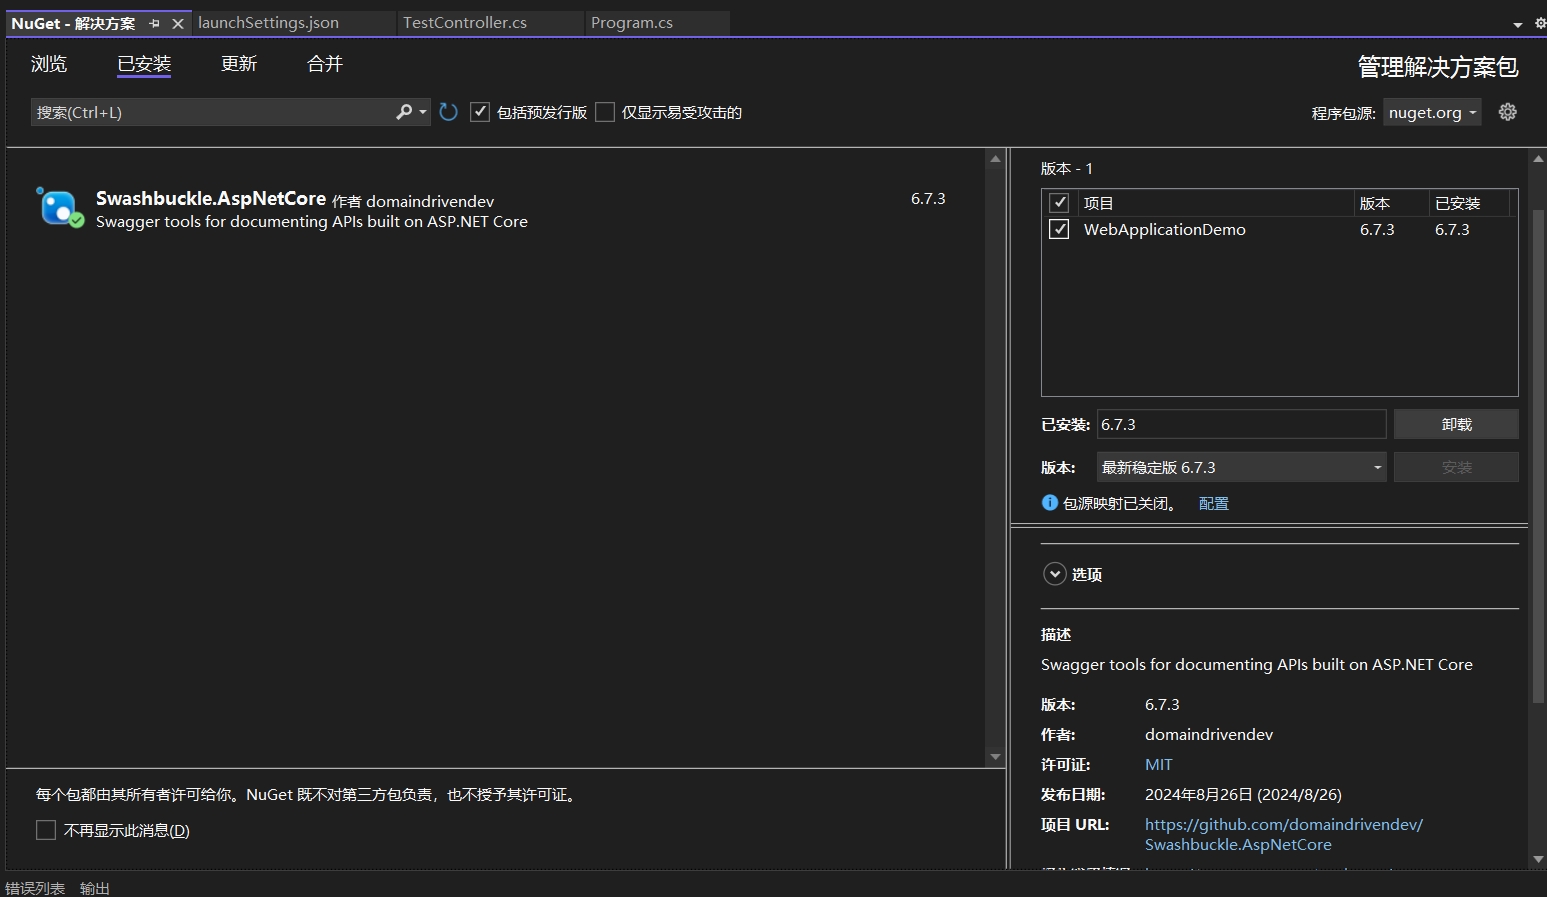 NuGet - 解决方案
launchSettings.json
TestController.cs
Program.cs
浏览
已安装
更新
合并
管理解决方案包
搜索(Ctrl+L)
包括预发行版
仅显示易受攻击的
程序包源:
nuget.org
Swashbuckle.AspNetCore 作者 domaindrivendev
6.7.3
Swagger tools for documenting APIs built on ASP.NET Core
版本 - 1
项目 版本 已安装
WebApplicationDemo 6.7.3 6.7.3
已安装: 6.7.3 卸载
版本: 最新稳定版 6.7.3 安装
包源映射已关闭。 配置
选项
描述
Swagger tools for documenting APIs built on ASP.NET Core
版本: 6.7.3
作者: domaindrivendev
许可证: MIT
发布日期: 2024年8月26日 (2024/8/26)
项目 URL: https://github.com/domaindrivendev/
Swashbuckle.AspNetCore
每个包都由其所有者许可给你。NuGet 既不对第三方包负责，也不授予其许可证。
不再显示此消息(D)
错误列表 输出